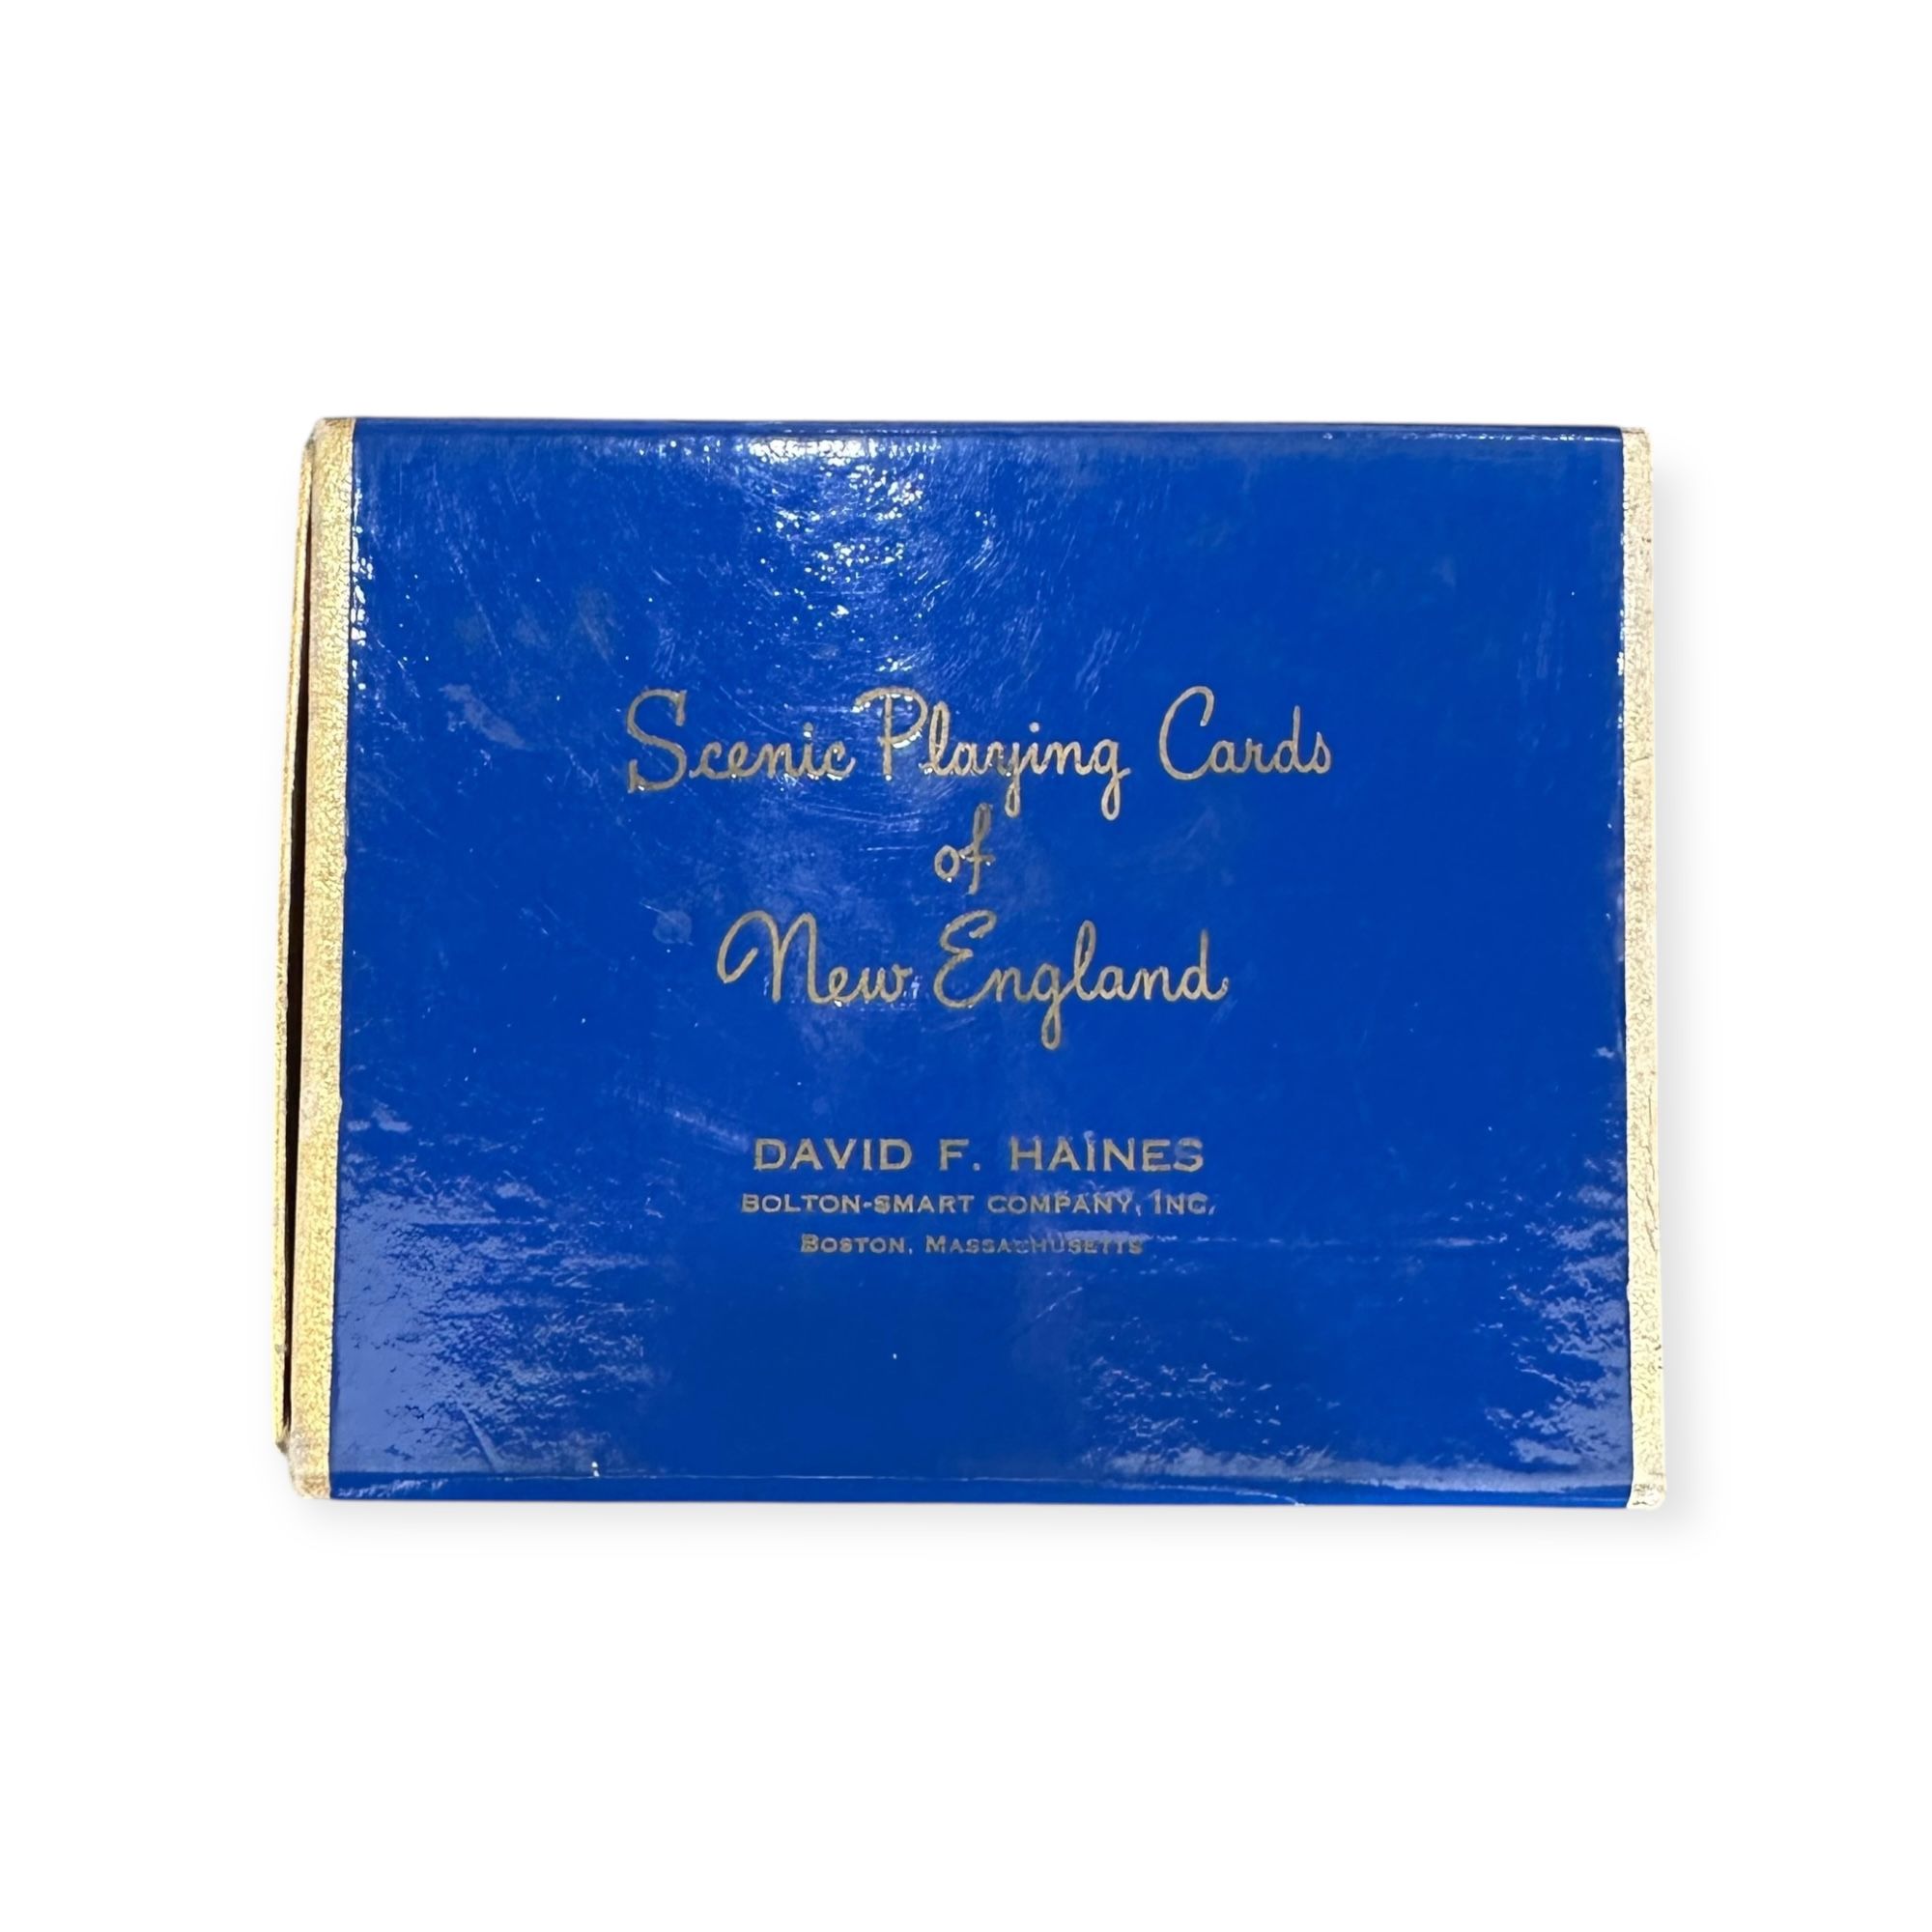 Scenic Playing Cards
of
New England
DAVID F. HAINES
BOLTON-SMART COMPANY, INC.
BOSTON, MASSACHUSETTS